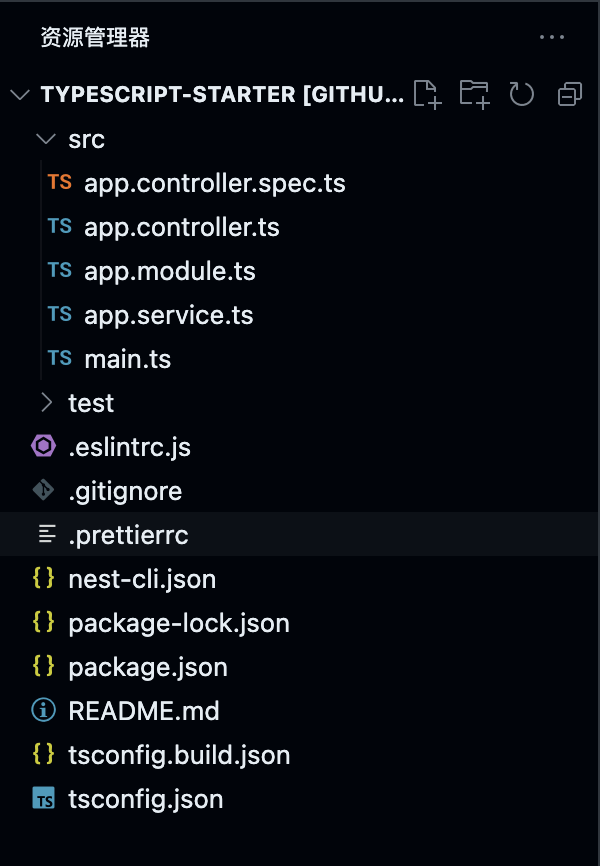 资源管理器
TYPESCRIPT-STARTER [GITHU...
src
TS app.controller.spec.ts
TS app.controller.ts
TS app.module.ts
TS app.service.ts
TS main.ts
test
.eslintrc.js
.gitignore
.prettierrc
{} nest-cli.json
{} package-lock.json
{} package.json
README.md
{} tsconfig.build.json
TS tsconfig.json